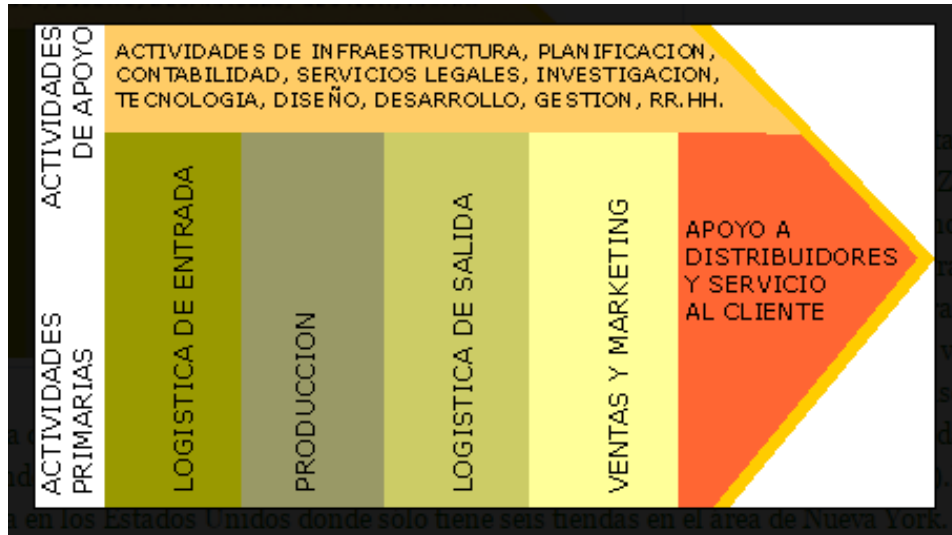 ACTIVIDADES
DE APOYO
ACTIVIDADES DE INFRAESTRUCTURA, PLANIFICACION,
CONTABILIDAD, SERVICIOS LEGALES, INVESTIGACION,
TECNOLOGIA, DISEÑO, DESARROLLO, GESTION, RR.HH.
ACTIVIDADES
PRIMARIAS
LOGISTICA DE ENTRADA
PRODUCCION
LOGISTICA DE SALIDA
VENTAS Y MARKETING
APOYO A
DISTRIBUIDORES
Y SERVICIO
AL CLIENTE
en los Estados Unidos donde solo tiene seis tiendas en el área de Nueva York.